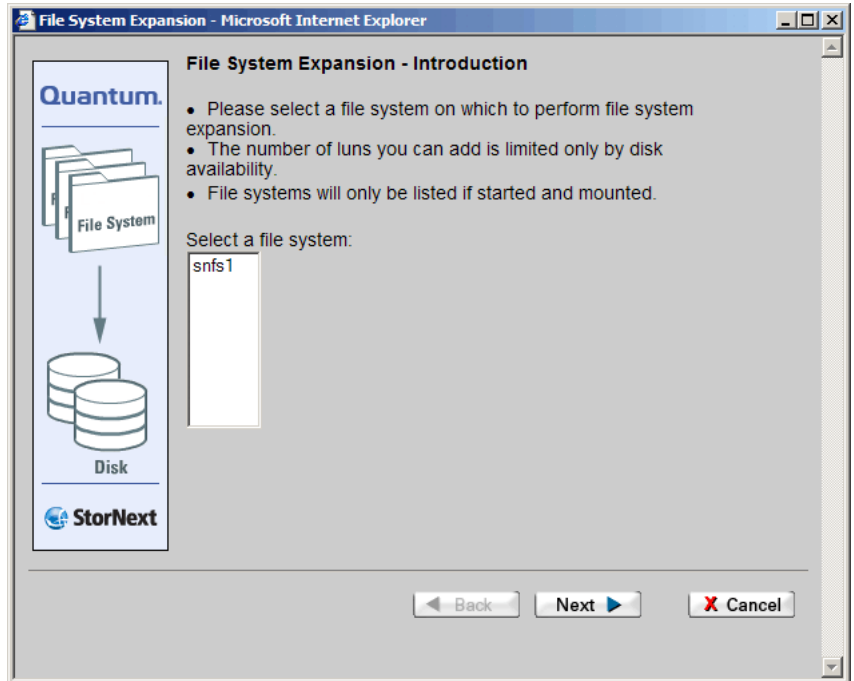 File System Expansion - Microsoft Internet Explorer
File System Expansion - Introduction
Quantum.
• Please select a file system on which to perform file system
expansion.
• The number of luns you can add is limited only by disk
availability.
• File systems will only be listed if started and mounted.
F
F
File System
Select a file system:
snfs1
Disk
StorNext
Back
Next
X Cancel